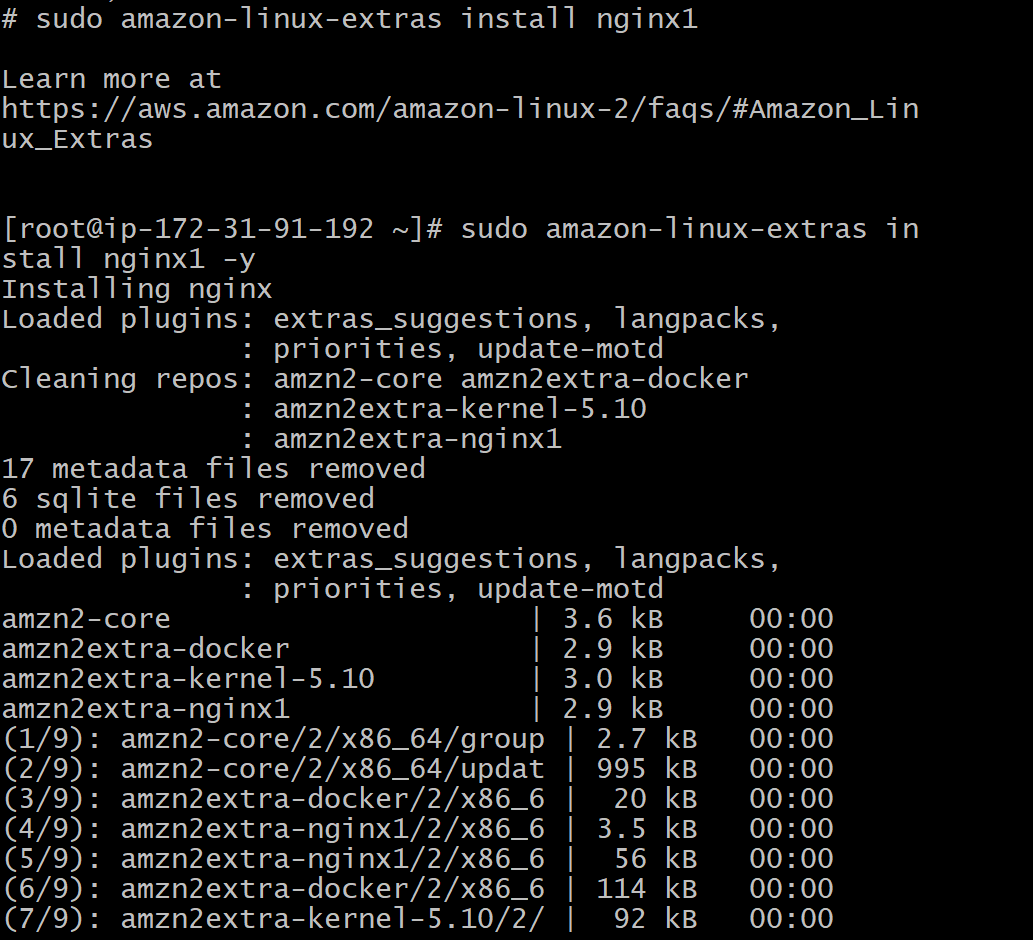 # sudo amazon-linux-extras install nginx1
Learn more at
https://aws.amazon.com/amazon-linux-2/faqs/#Amazon_Lin
ux_Extras
[root@ip-172-31-91-192 ~]# sudo amazon-linux-extras in
stall nginx1 -y
Installing nginx
Loaded plugins: extras_suggestions, langpacks,
              : priorities, update-motd
Cleaning repos: amzn2-core amzn2extra-docker
              : amzn2extra-kernel-5.10
              : amzn2extra-nginx1
17 metadata files removed
6 sqlite files removed
0 metadata files removed
Loaded plugins: extras_suggestions, langpacks,
              : priorities, update-motd
amzn2-core                     | 3.6 kB     00:00
amzn2extra-docker              | 2.9 kB     00:00
amzn2extra-kernel-5.10         | 3.0 kB     00:00
amzn2extra-nginx1              | 2.9 kB     00:00
(1/9): amzn2-core/2/x86_64/group | 2.7 kB   00:00
(2/9): amzn2-core/2/x86_64/updat | 995 kB   00:00
(3/9): amzn2extra-docker/2/x86_6 |  20 kB   00:00
(4/9): amzn2extra-nginx1/2/x86_6 | 3.5 kB   00:00
(5/9): amzn2extra-nginx1/2/x86_6 |  56 kB   00:00
(6/9): amzn2extra-docker/2/x86_6 | 114 kB   00:00
(7/9): amzn2extra-kernel-5.10/2/ |  92 kB   00:00